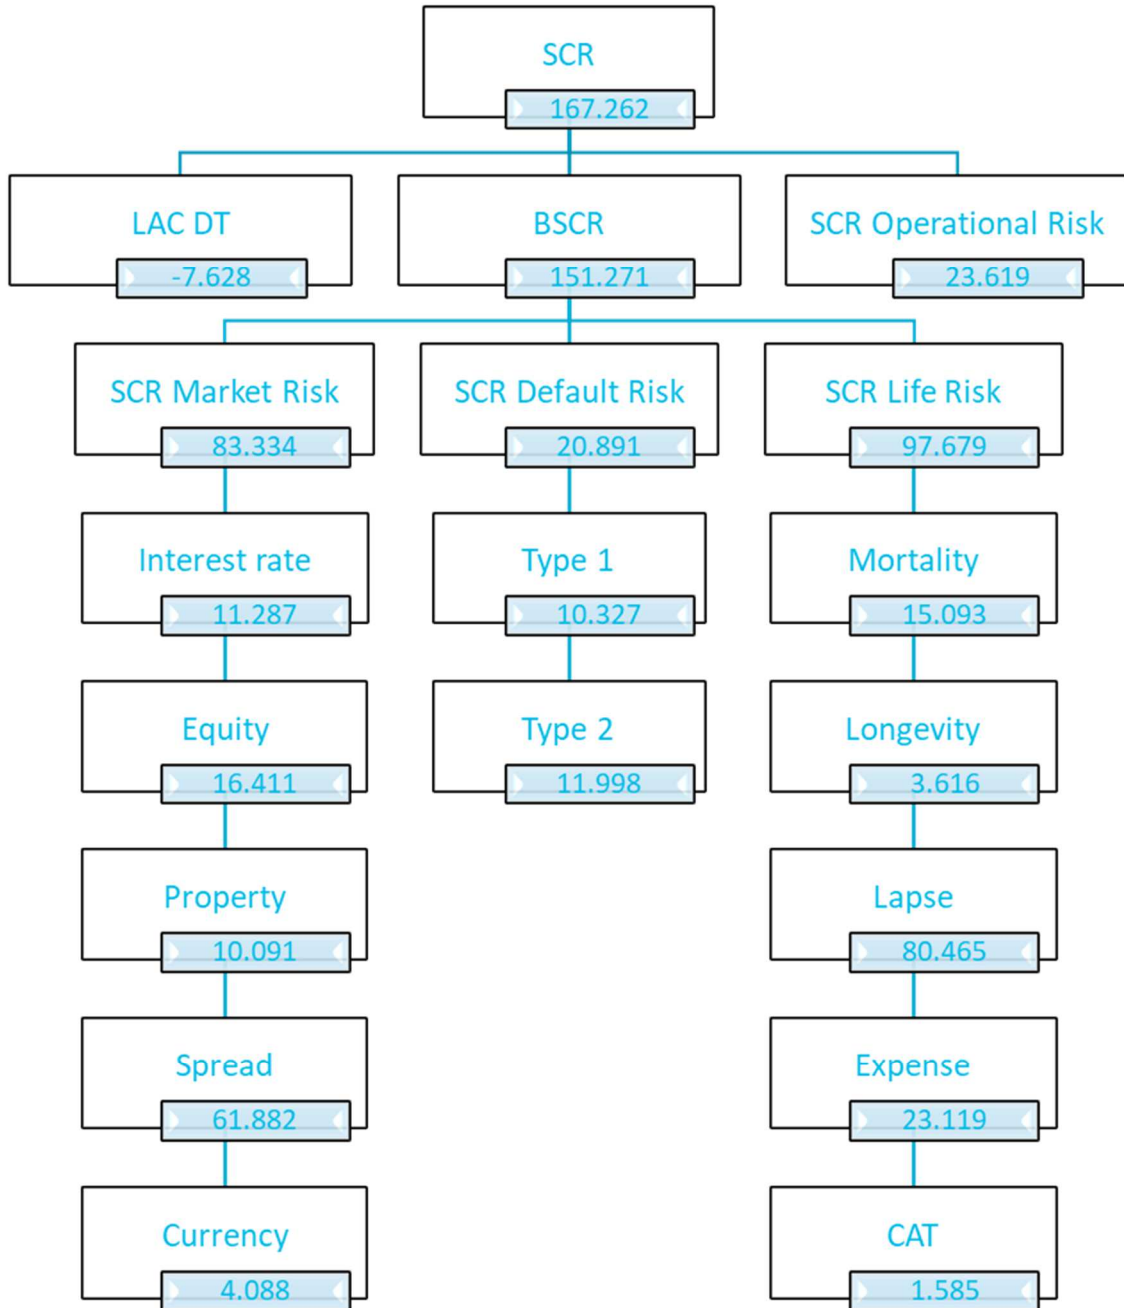 SCR
167.262
LAC DT
-7.628
BSCR
151.271
SCR Operational Risk
23.619
SCR Market Risk
83.334
SCR Default Risk
20.891
SCR Life Risk
97.679
Interest rate
11.287
Type 1
10.327
Mortality
15.093
Equity
16.411
Type 2
11.998
Longevity
3.616
Property
10.091
Lapse
80.465
Spread
61.882
Expense
23.119
Currency
4.088
CAT
1.585